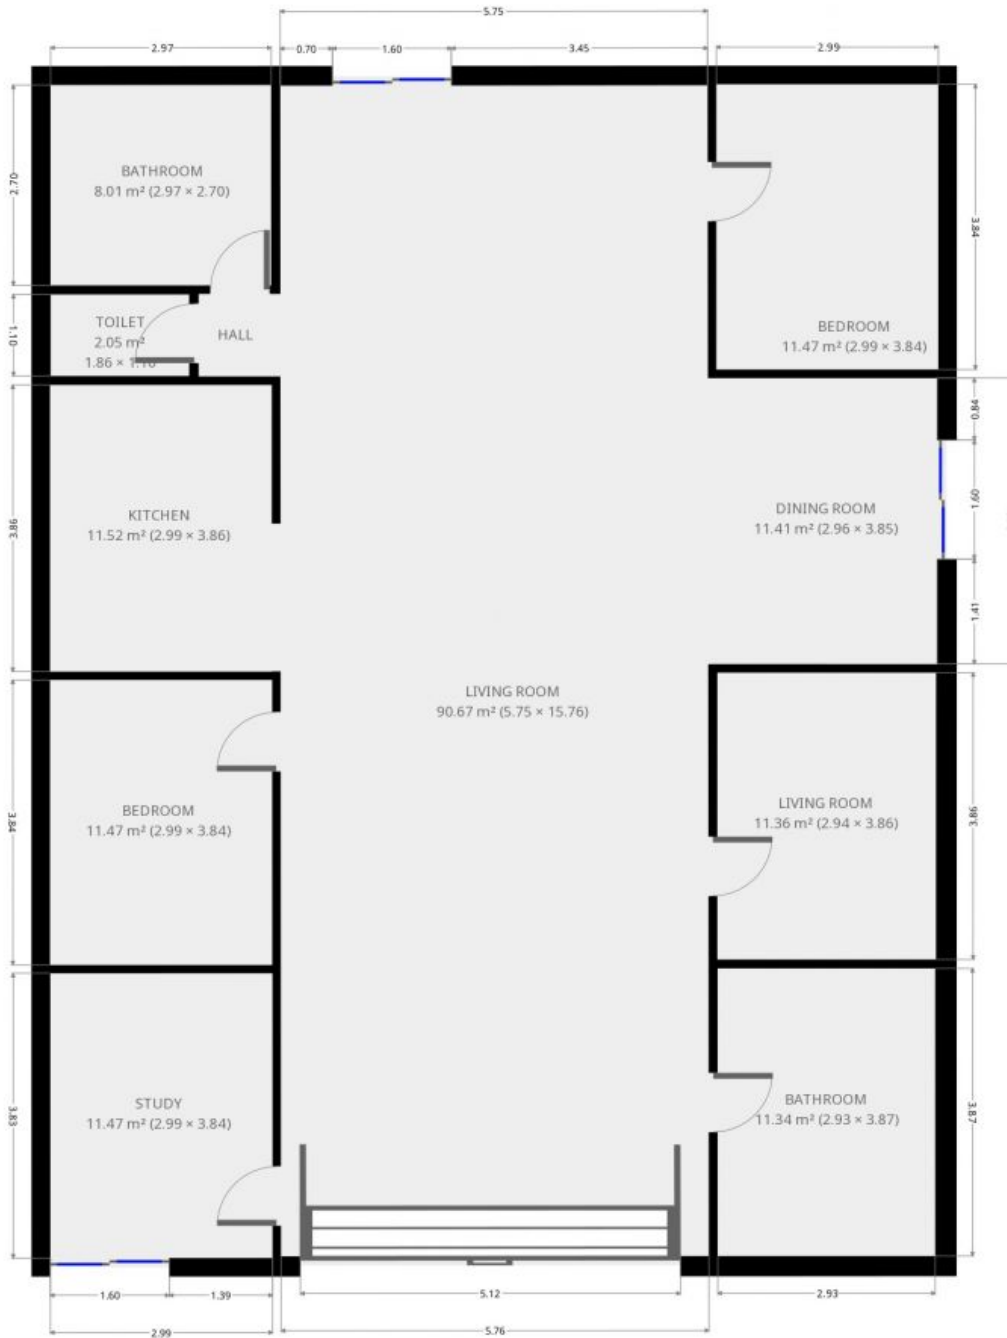 5.75
2.97
0.70
1.60
3.45
2.99
2.70
3.84
BATHROOM
8.01 m² (2.97 × 2.70)
1.10
TOILET
2.05 m²
1.86 × 1.10
HALL
BEDROOM
11.47 m² (2.99 × 3.84)
0.84
3.86
KITCHEN
11.52 m² (2.99 × 3.86)
DINING ROOM
11.41 m² (2.96 × 3.85)
1.60
1.41
LIVING ROOM
90.67 m² (5.75 × 15.76)
3.84
BEDROOM
11.47 m² (2.99 × 3.84)
LIVING ROOM
11.36 m² (2.94 × 3.86)
3.86
3.83
STUDY
11.47 m² (2.99 × 3.84)
BATHROOM
11.34 m² (2.93 × 3.87)
3.87
1.60
1.39
5.12
2.93
2.99
5.76